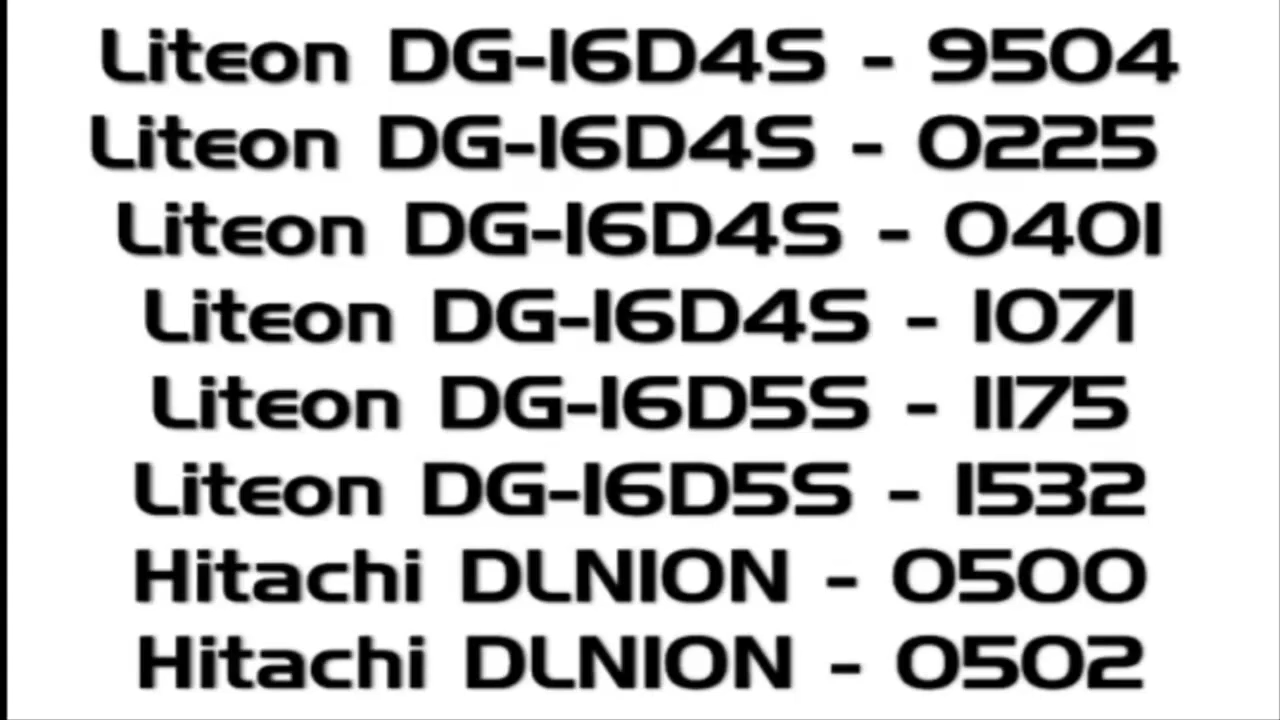 Liteon DG-16D4S - 9504
Liteon DG-16D4S - 0225
Liteon DG-16D4S - 0401
Liteon DG-16D4S - 1071
Liteon DG-16D5S - 1175
Liteon DG-16D5S - 1532
Hitachi DLN10N - 0500
Hitachi DLN10N - 0502